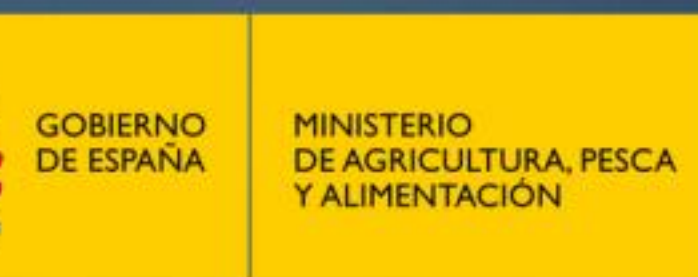 GOBIERNO
DE ESPAÑA
MINISTERIO
DE AGRICULTURA, PESCA
Y ALIMENTACIÓN